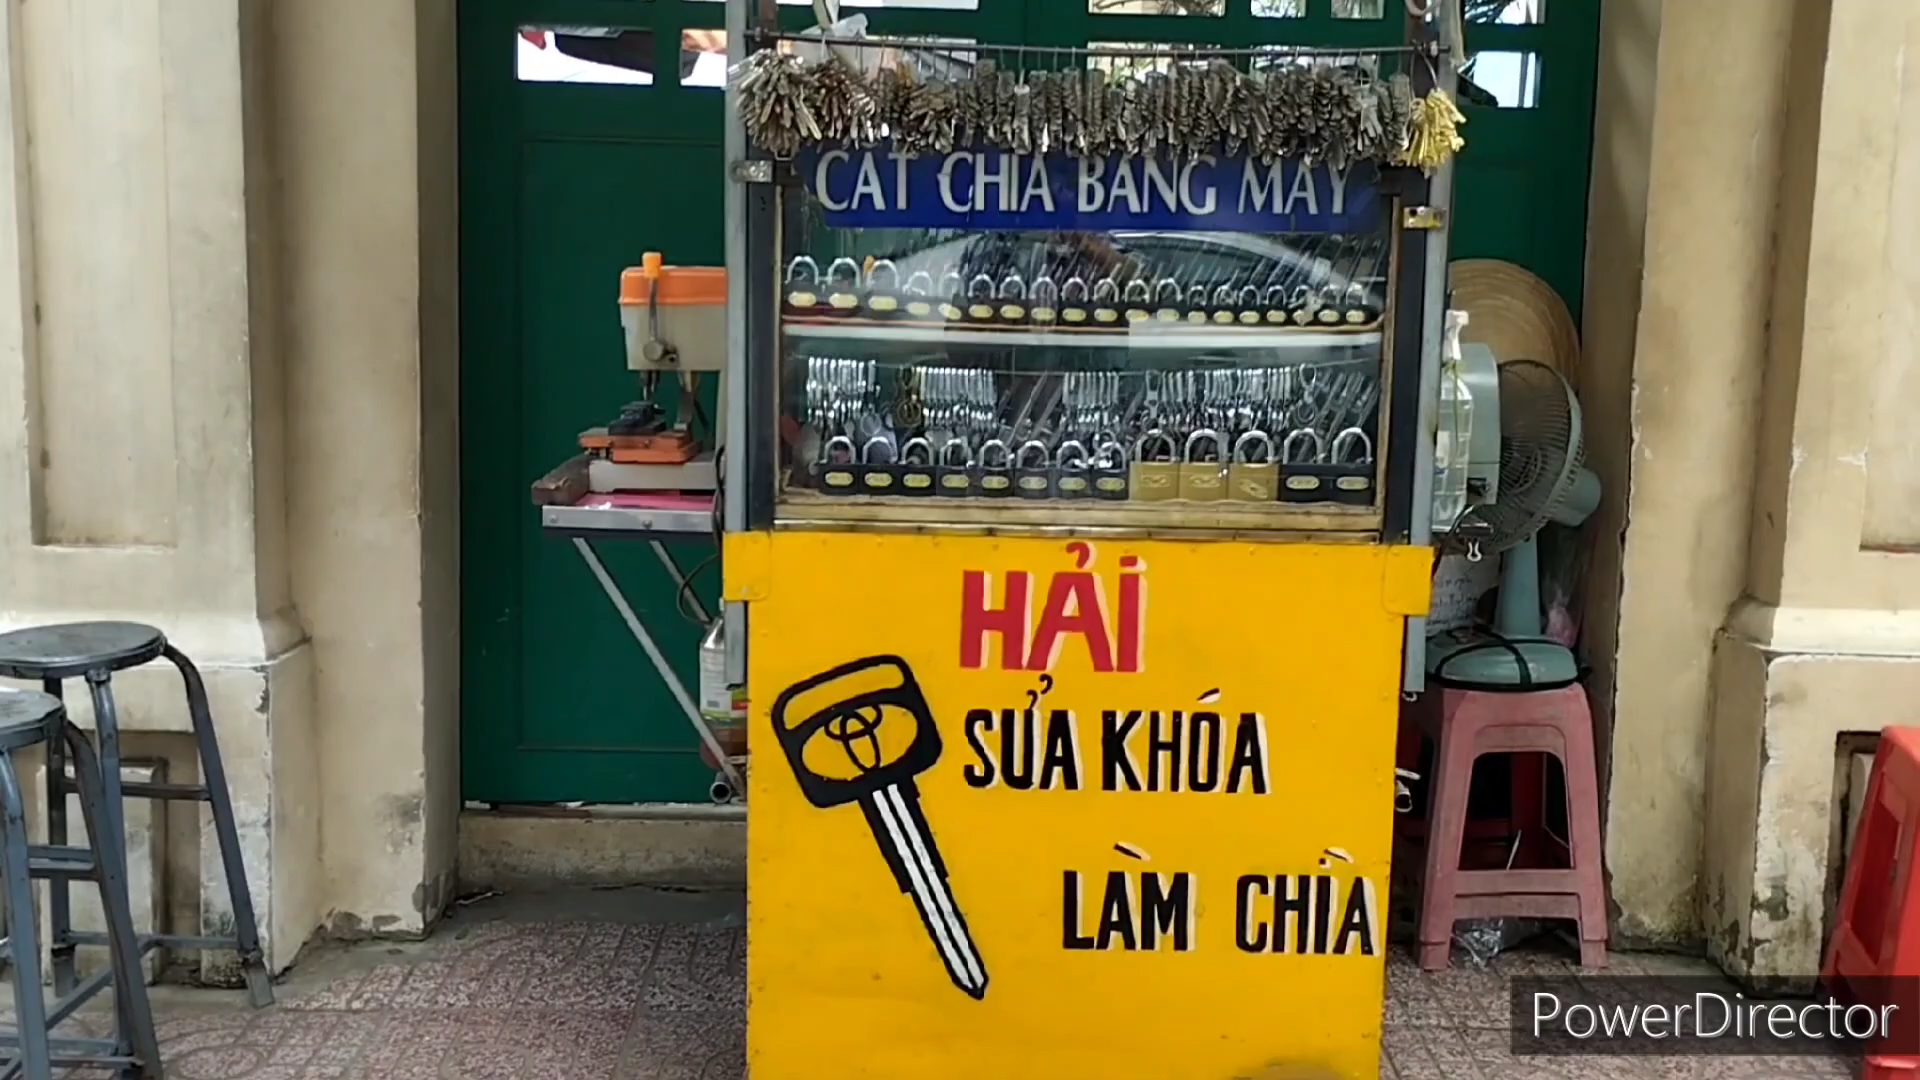 CẮT CHÌA BẰNG MÁY
HẢI
SỬA KHÓA
LÀM CHÌA
PowerDirector